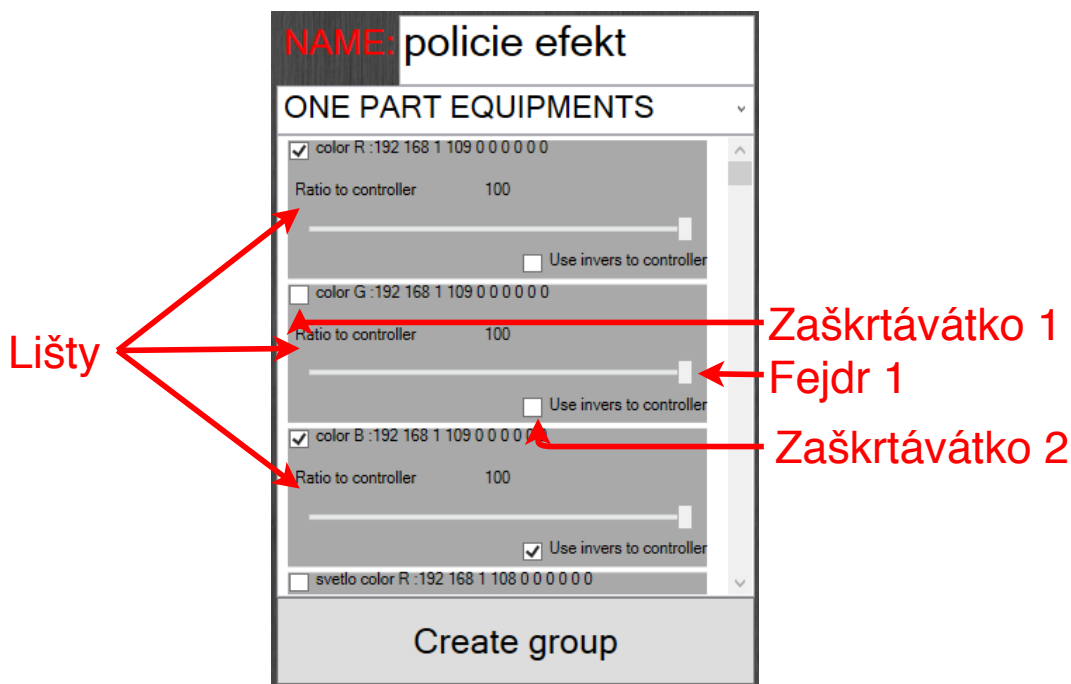 NAME: policie efekt
ONE PART EQUIPMENTS
color R :192 168 1 109 0 0 0 0 0 0
Ratio to controller 100
Use invers to controller
color G :192 168 1 109 0 0 0 0 0 0
Zaškrtávátko 1
Ratio to controller 100
Lišty
Fejdr 1
Use invers to controller
color B :192 168 1 109 0 0 0 0 0 0
Zaškrtávátko 2
Ratio to controller 100
Use invers to controller
svetlo color R :192 168 1 108 0 0 0 0 0 0
Create group